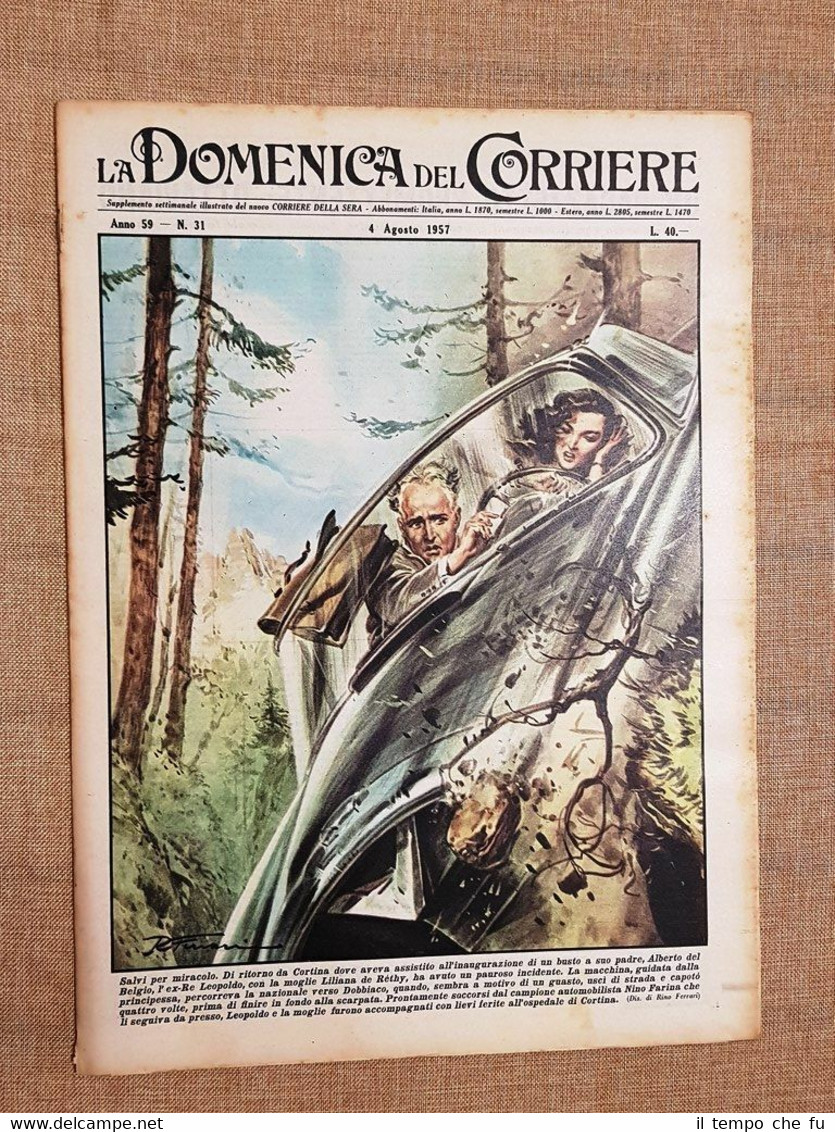 LA DOMENICA DEL CORRIERE
Supplemento settimanale illustrato del nuovo CORRIERE DELLA SERA - Abbonamenti: Italia, anno L. 1870, semestre L. 1000 - Estero, anno L. 2805, semestre L. 1470
Anno 59 — N. 31 4 Agosto 1957 L. 40.—
Salvi per miracolo. Di ritorno da Cortina dove aveva assistito all'inaugurazione di un busto a suo padre, Alberto del
Belgio, l'ex-Re Leopoldo, con la moglie Liliana de Réthy, ha avuto un pauroso incidente. La macchina, guidata dalla
principessa, percorreva la nazionale verso Dobbiaco, quando, sembra a motivo di un guasto, uscì di strada e capotò
quattro volte, prima di finire in fondo alla scarpata. Prontamente soccorsi dal campione automobilista Nino Farina che
li seguiva da presso, Leopoldo e la moglie furono accompagnati con lievi ferite all'ospedale di Cortina. (Dis. di Rino Ferrari)
il tempo che fu